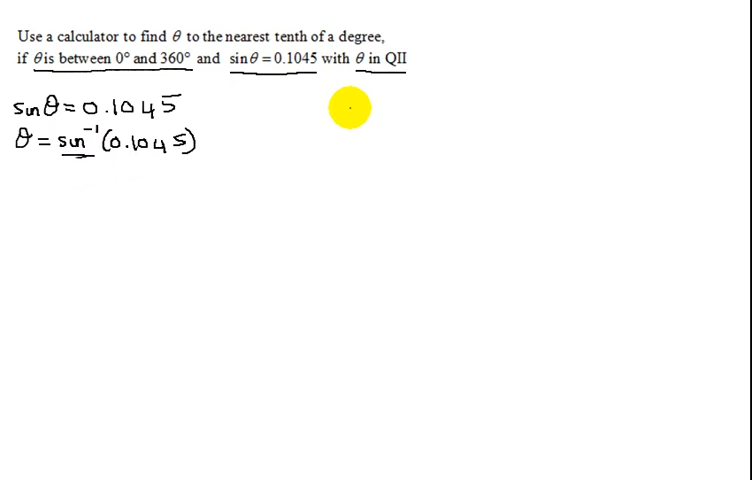 Use a calculator to find θ to the nearest tenth of a degree,
if θ is between 0° and 360° and sinθ = 0.1045 with θ in QII
sin θ = 0.1045
θ = sin⁻¹(0.1045)